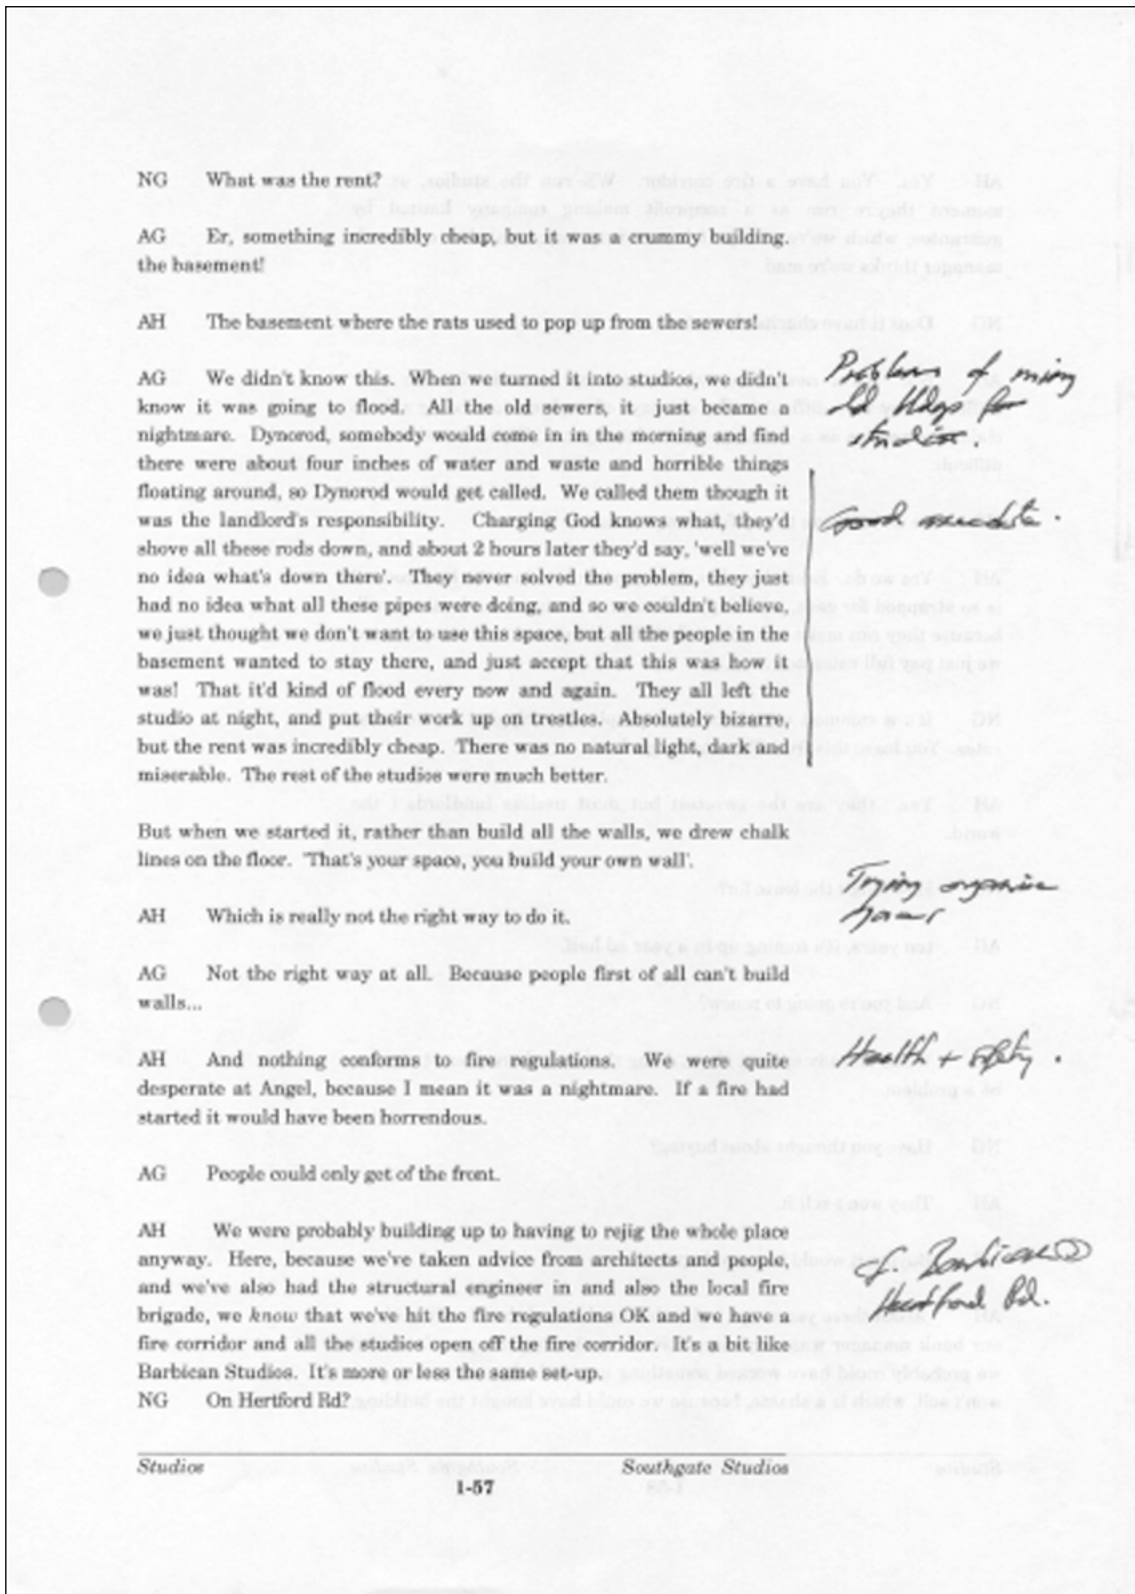 NG What was the rent?
AG Er, something incredibly cheap, but it was a crummy building.
the basement!
AH The basement where the rats used to pop up from the sewers!
AG We didn't know this. When we turned it into studios, we didn't
know it was going to flood. All the old sewers, it just became a
nightmare. Dynorod, somebody would come in in the morning and find
there were about four inches of water and waste and horrible things
floating around, so Dynorod would get called. We called them though it
was the landlord's responsibility. Charging God knows what, they'd
shove all these rods down, and about 2 hours later they'd say, 'well we've
no idea what's down there'. They never solved the problem, they just
had no idea what all these pipes were doing, and so we couldn't believe,
we just thought we don't want to use this space, but all the people in the
basement wanted to stay there, and just accept that this was how it
was! That it'd kind of flood every now and again. They all left the
studio at night, and put their work up on trestles. Absolutely bizarre,
but the rent was incredibly cheap. There was no natural light, dark and
miserable. The rest of the studios were much better.
Problems of using
old bldgs for
studios.
Good anecdote.
But when we started it, rather than build all the walls, we drew chalk
lines on the floor. 'That's your space, you build your own wall'.
AH Which is really not the right way to do it.
Trying organise
AG Not the right way at all. Because people first of all can't build
walls...
AH And nothing conforms to fire regulations. We were quite
desperate at Angel, because I mean it was a nightmare. If a fire had
started it would have been horrendous.
Health + safety.
AG People could only get of the front.
AH We were probably building up to having to rejig the whole place
anyway. Here, because we've taken advice from architects and people,
and we've also had the structural engineer in and also the local fire
brigade, we know that we've hit the fire regulations OK and we have a
fire corridor and all the studios open off the fire corridor. It's a bit like
Barbican Studios. It's more or less the same set-up.
cf. Barbican
Hertford Rd.
NG On Hertford Rd?
Studios Southgate Studios
1-57